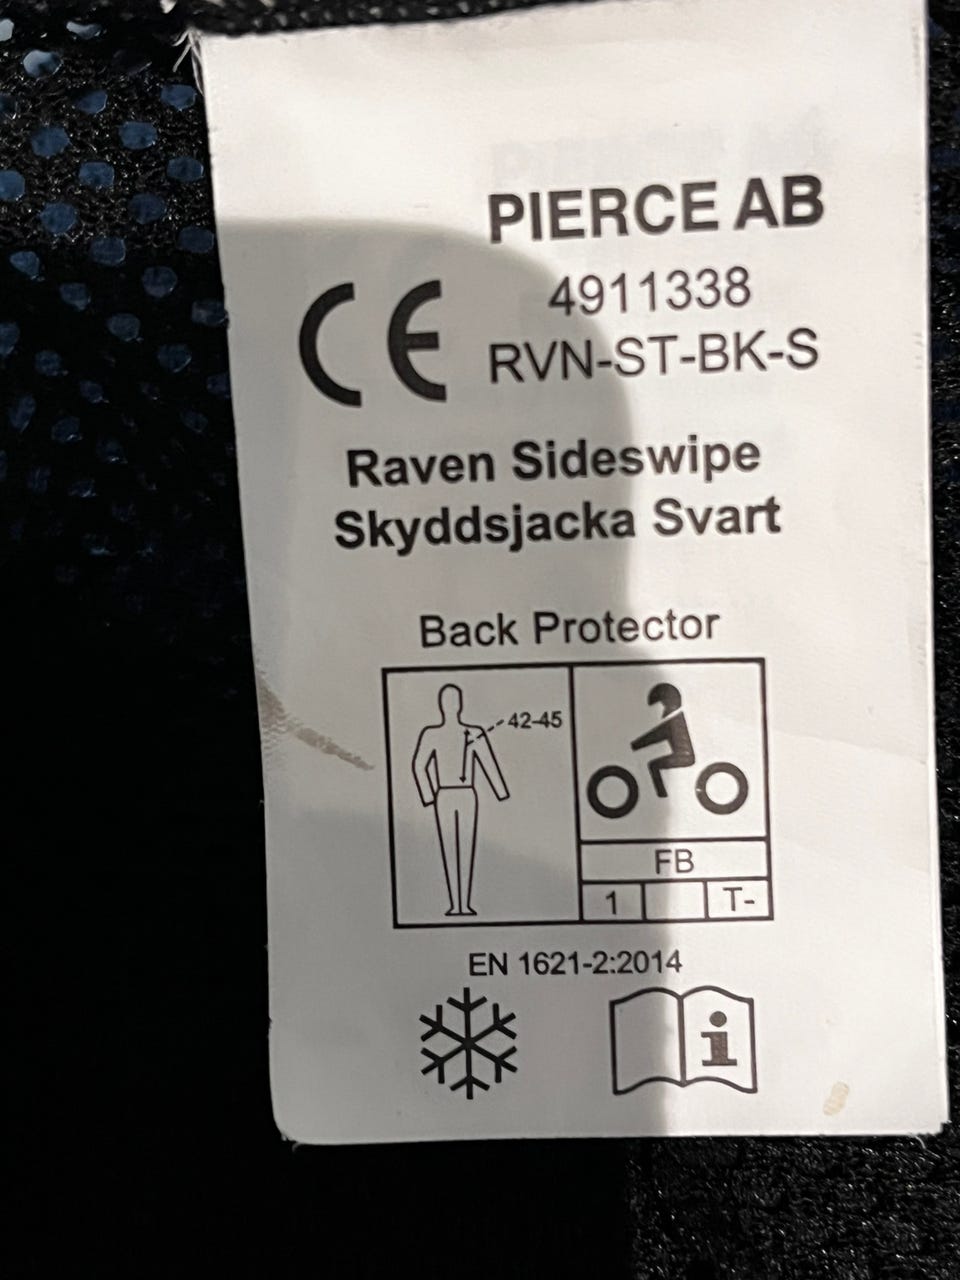 PIERCE AB
CE
4911338
RVN-ST-BK-S
Raven Sideswipe
Skyddsjacka Svart
Back Protector
42-45
FB
1
T-
EN 1621-2:2014
i